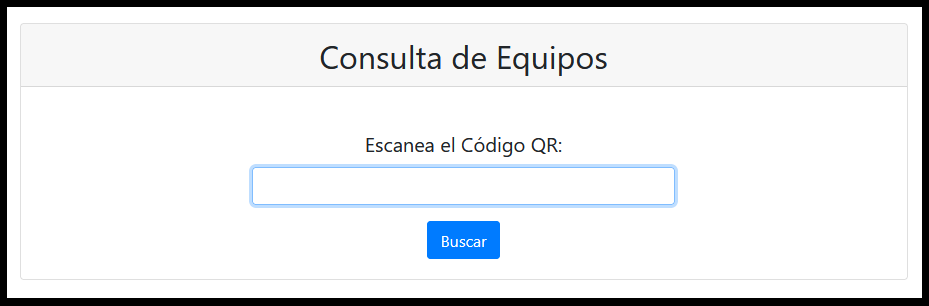 Consulta de Equipos
Escanea el Código QR:
Buscar